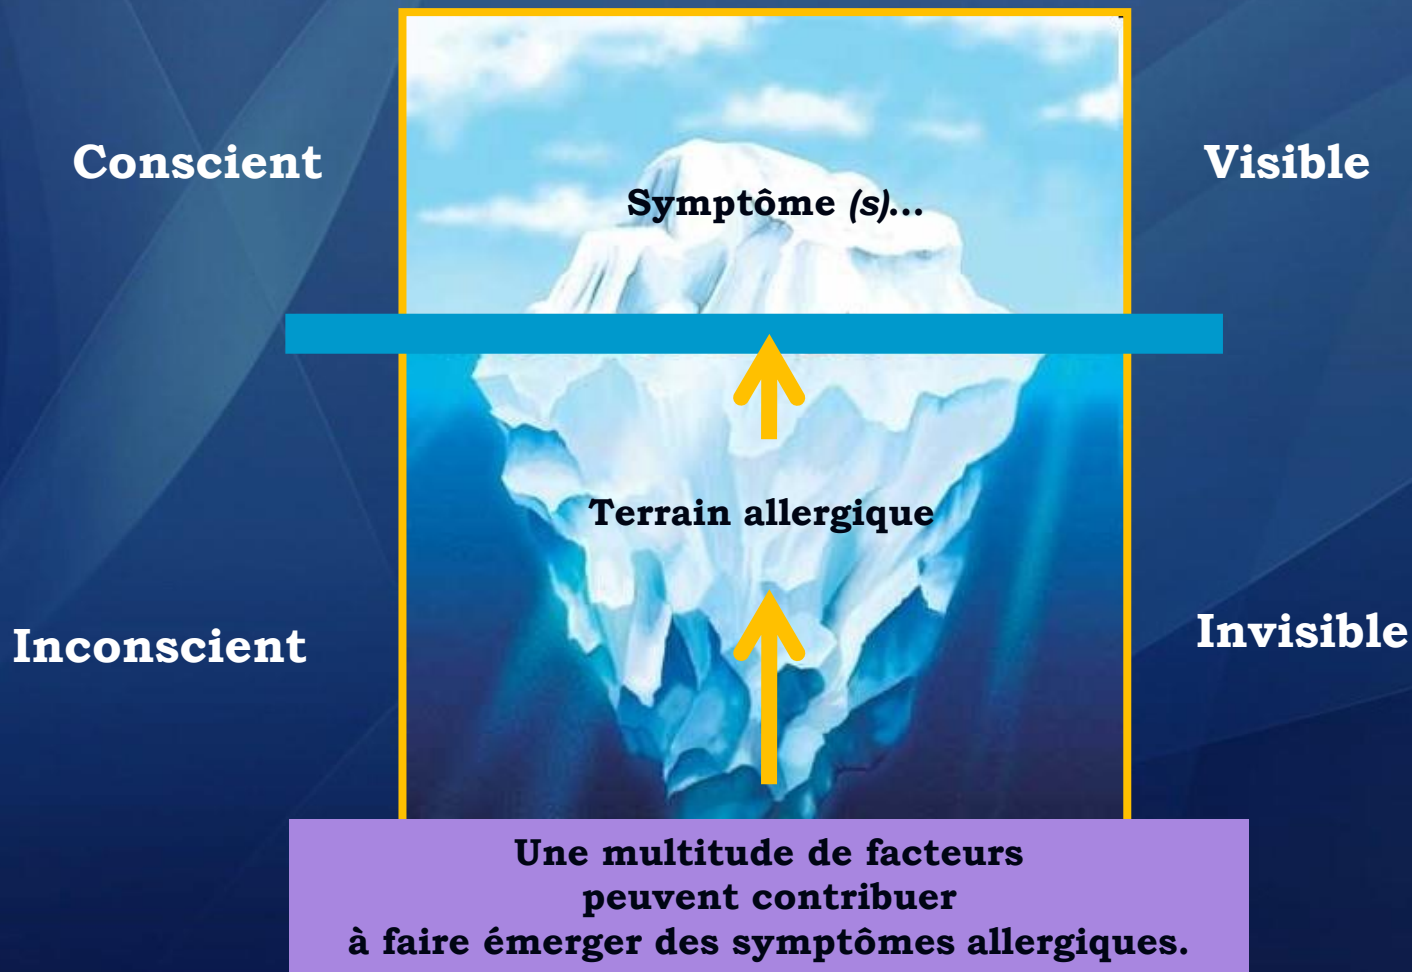 Conscient
Visible
Symptôme (s)...
Terrain allergique
Inconscient
Invisible
Une multitude de facteurs
peuvent contribuer
à faire émerger des symptômes allergiques.